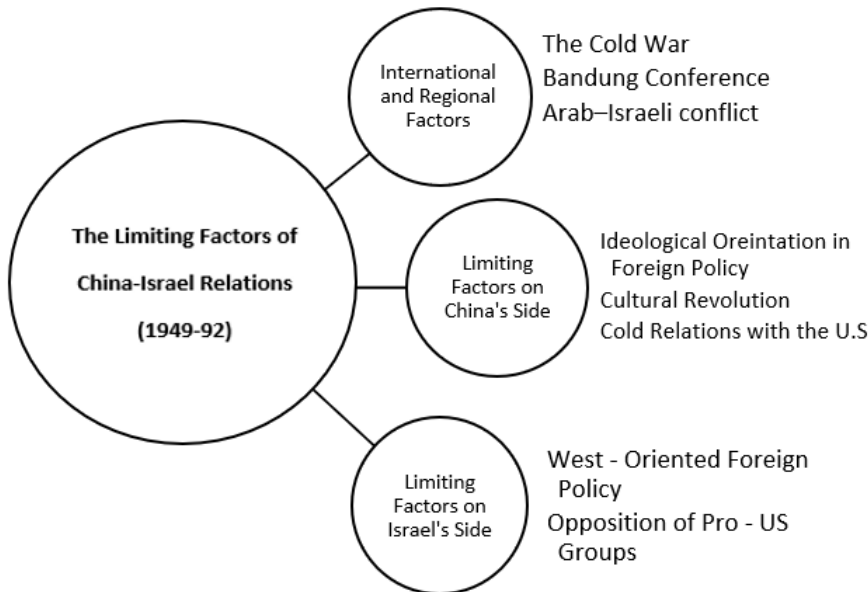 The Limiting Factors of
China-Israel Relations
(1949-92)
International
and Regional
Factors
The Cold War
Bandung Conference
Arab–Israeli conflict
Limiting
Factors on
China's Side
Ideological Oreintation in
Foreign Policy
Cultural Revolution
Cold Relations with the U.S
Limiting
Factors on
Israel's Side
West - Oriented Foreign
Policy
Opposition of Pro - US
Groups